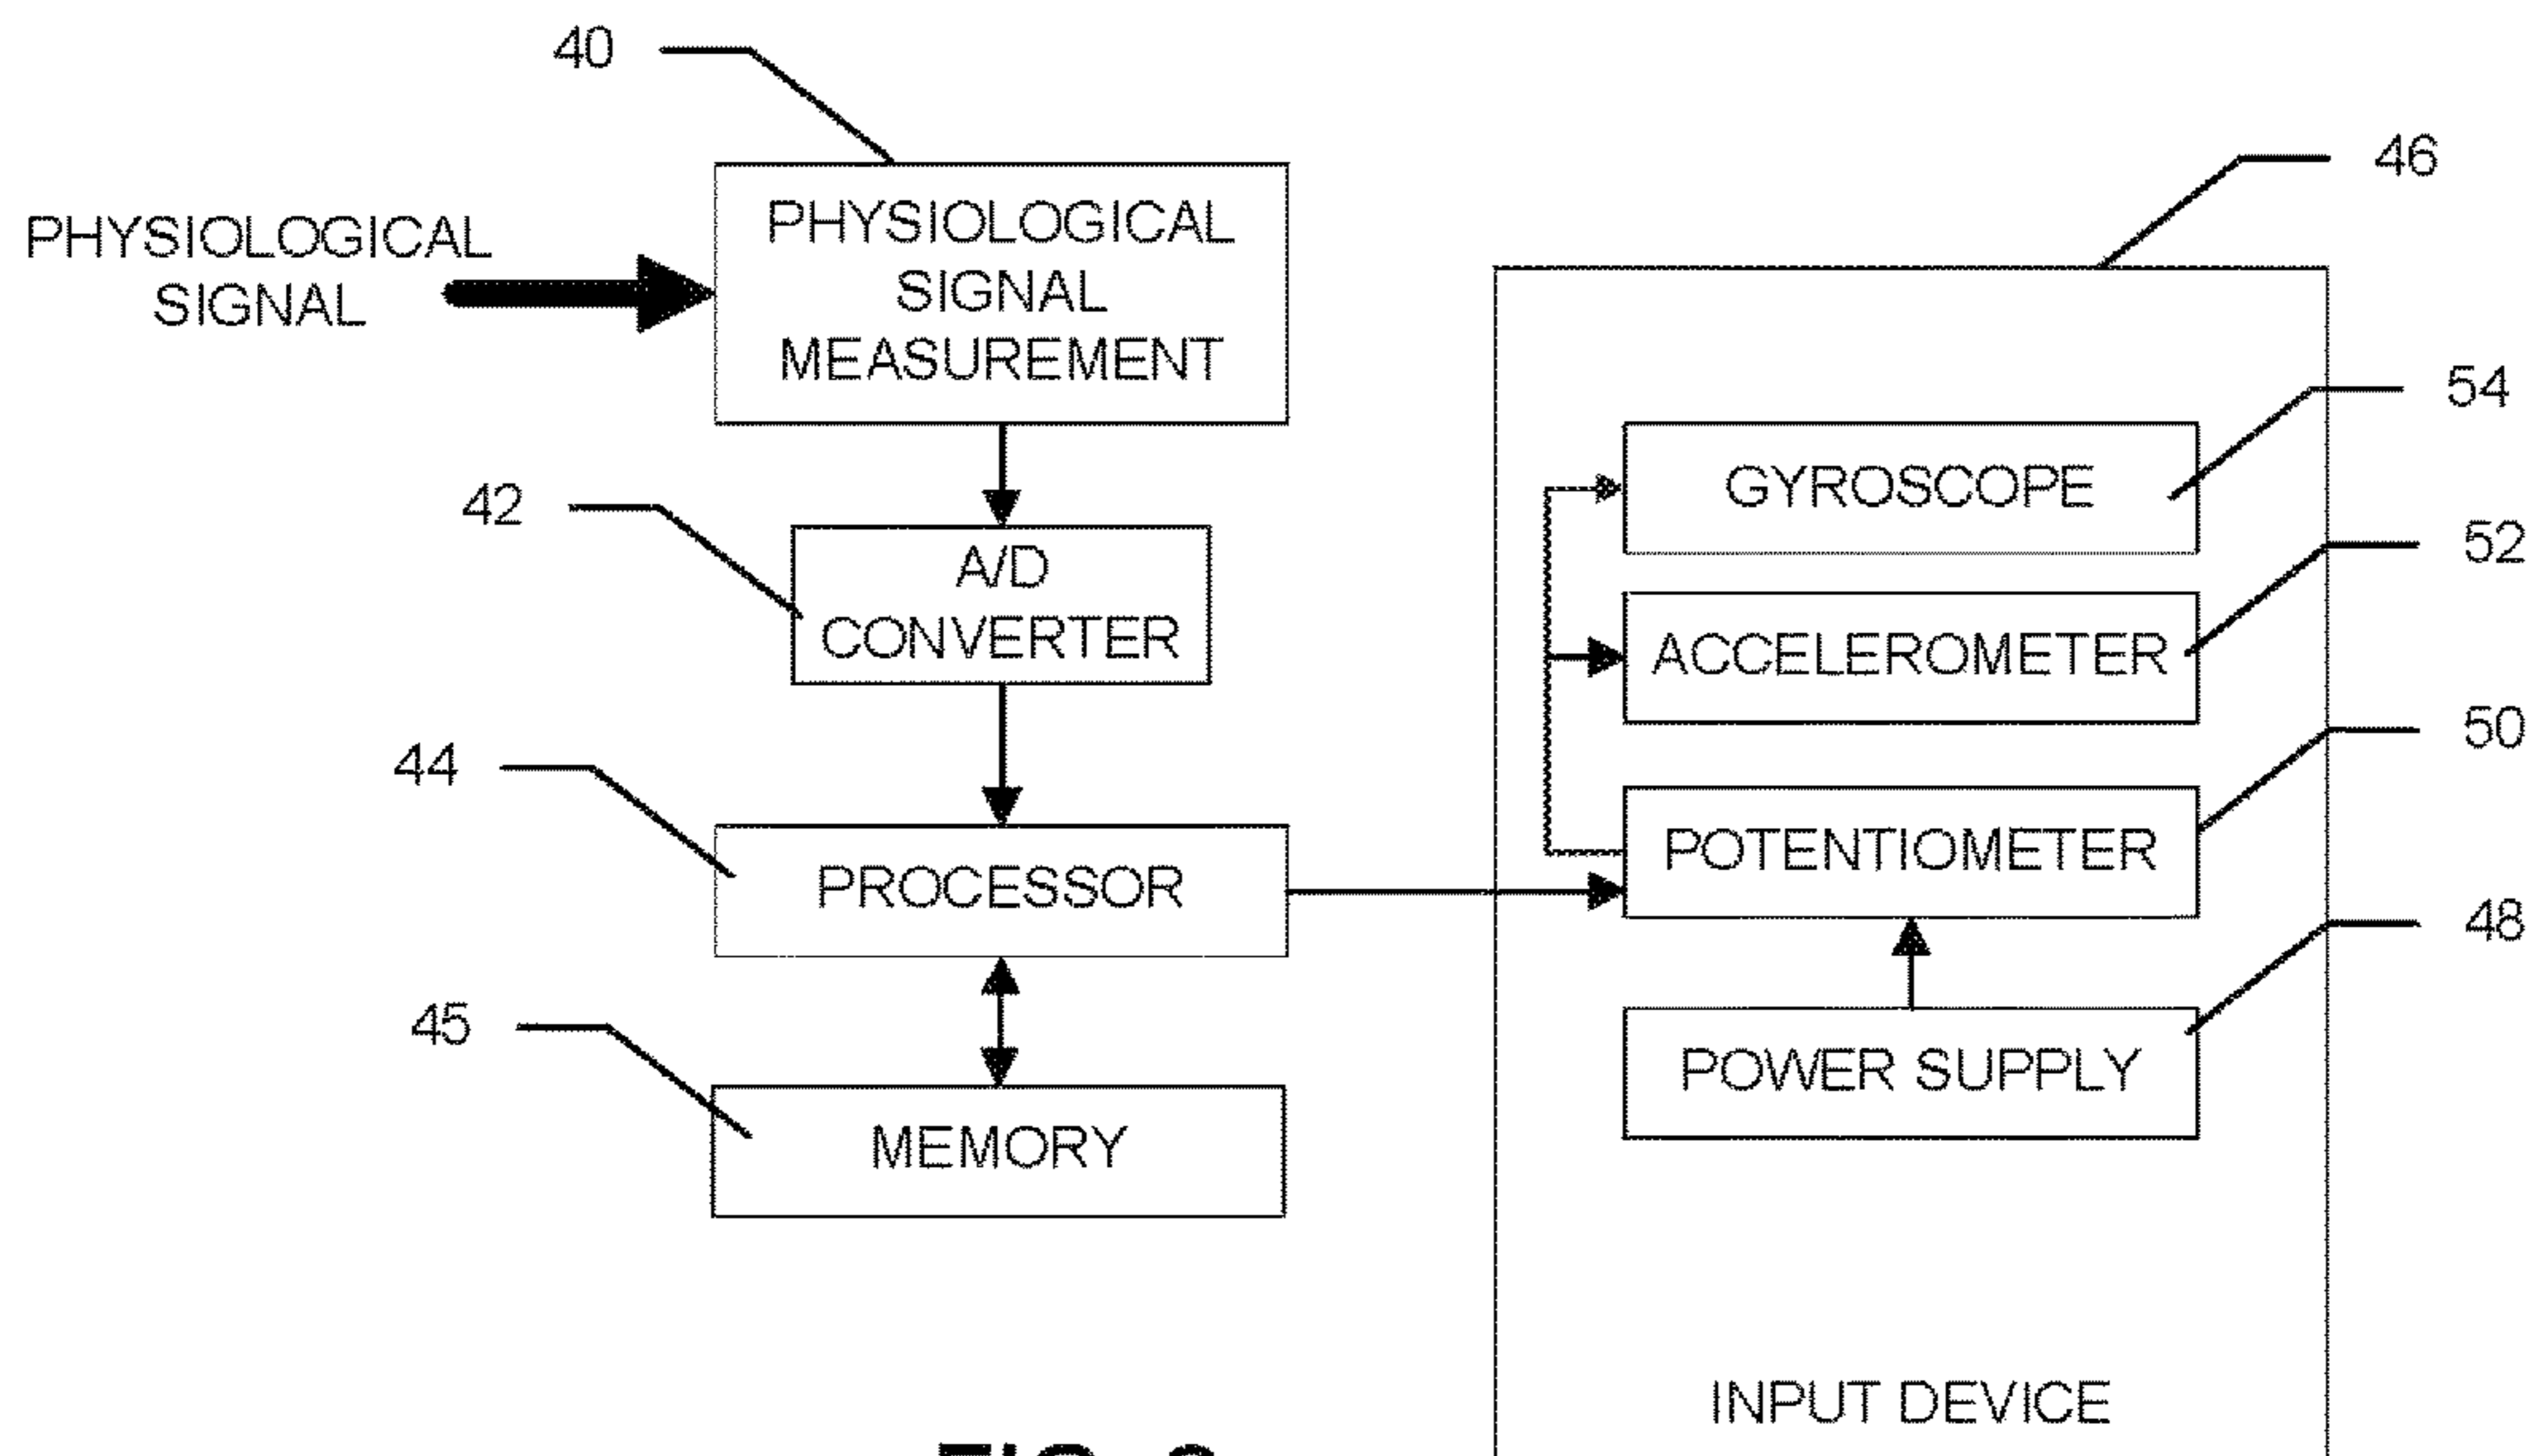 40
46
PHYSIOLOGICAL
SIGNAL
PHYSIOLOGICAL
SIGNAL
MEASUREMENT
54
GYROSCOPE
42
A/D
CONVERTER
52
ACCELEROMETER
50
POTENTIOMETER
44
PROCESSOR
48
POWER SUPPLY
45
MEMORY
INPUT DEVICE
FIG.